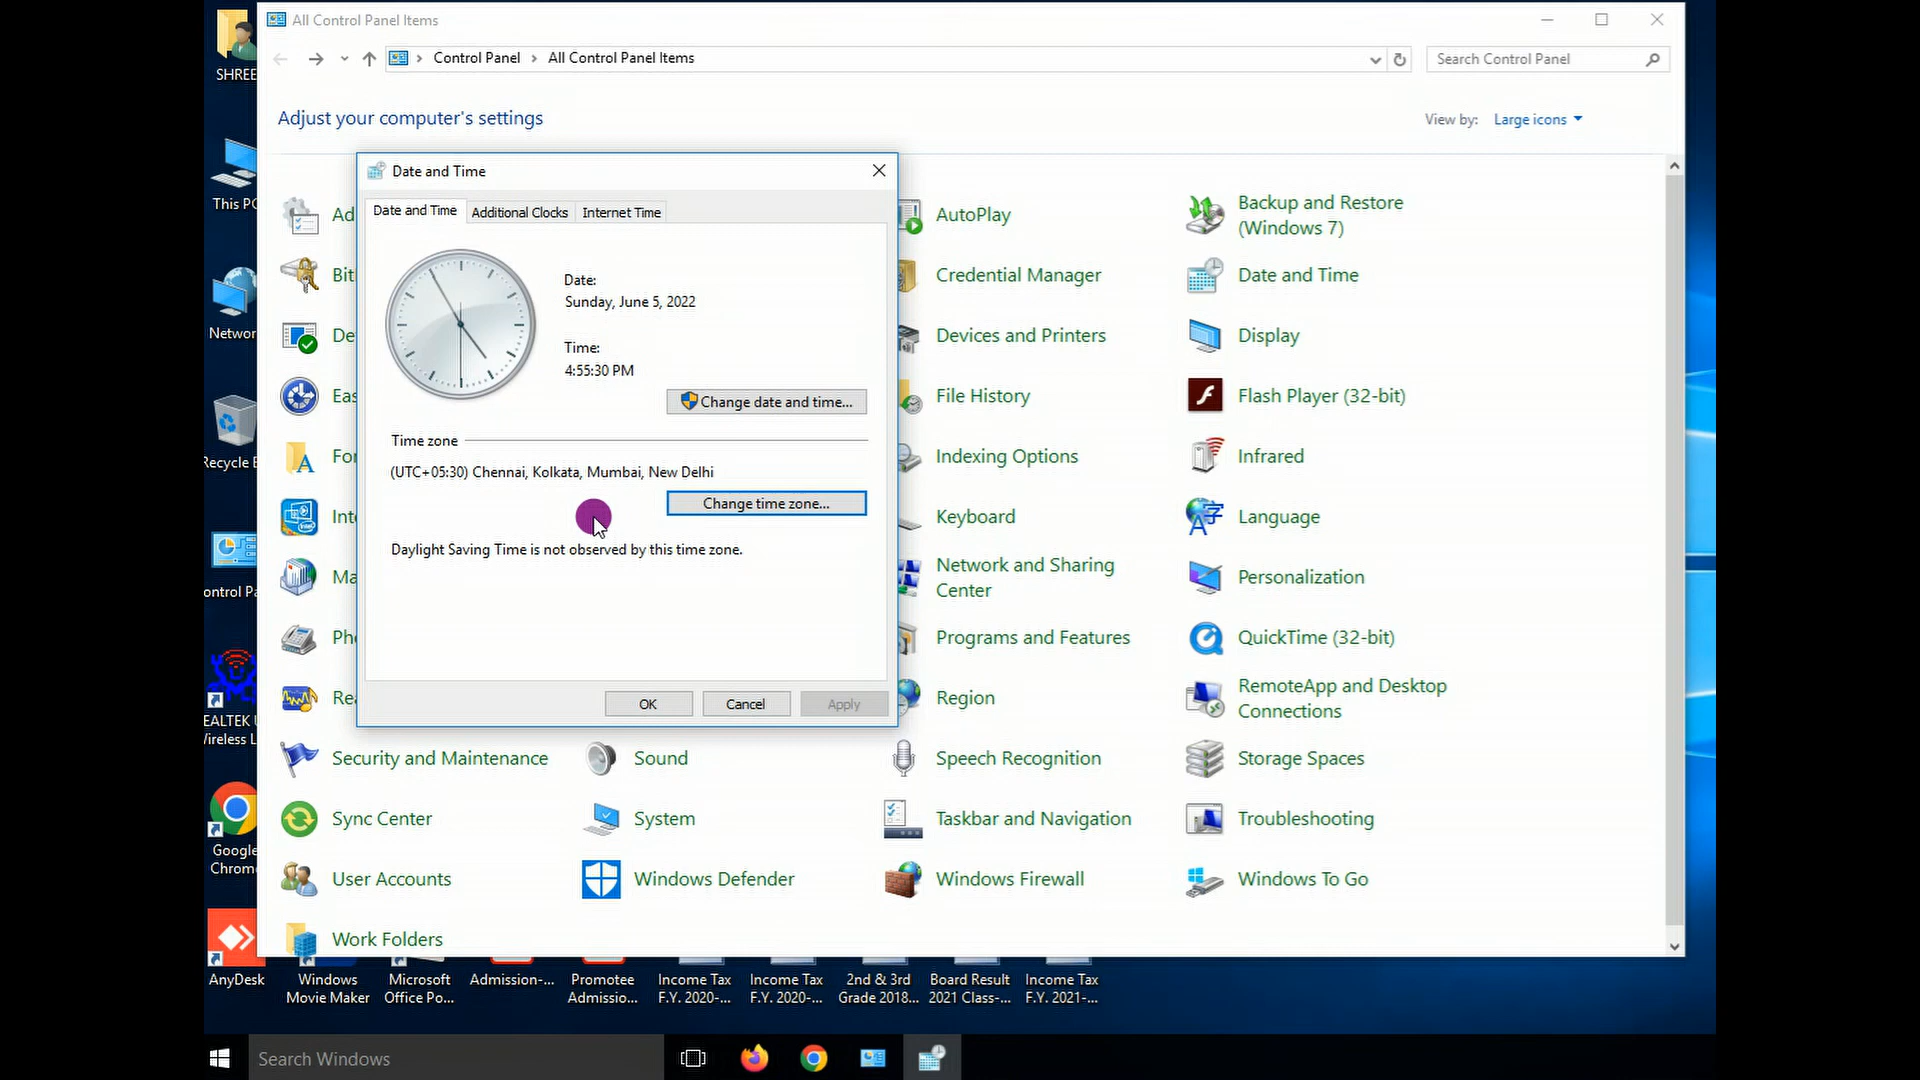 All Control Panel Items
Control Panel
All Control Panel Items
Search Control Panel
Adjust your computer's settings
View by:
Large icons
Date and Time
Date and Time
Additional Clocks
Internet Time
Date:
Sunday, June 5, 2022
Time:
4:55:30 PM
Change date and time...
Time zone
(UTC+05:30) Chennai, Kolkata, Mumbai, New Delhi
Change time zone...
Daylight Saving Time is not observed by this time zone.
OK
Cancel
Apply
AutoPlay
Backup and Restore
(Windows 7)
Credential Manager
Date and Time
Devices and Printers
Display
File History
Flash Player (32-bit)
Indexing Options
Infrared
Keyboard
Language
Network and Sharing
Center
Personalization
Programs and Features
QuickTime (32-bit)
Region
RemoteApp and Desktop
Connections
Security and Maintenance
Sound
Speech Recognition
Storage Spaces
Sync Center
System
Taskbar and Navigation
Troubleshooting
User Accounts
Windows Defender
Windows Firewall
Windows To Go
Work Folders
SHREE
This PC
Networ
Recycle B
ontrol Pa
EALTEK U
Vireless L
Google
Chrome
AnyDesk
Windows
Movie Maker
Microsoft
Office Po...
Admission-...
Promotee
Admissio...
Income Tax
F.Y. 2020-...
Income Tax
F.Y. 2020-...
2nd & 3rd
Grade 2018...
Board Result
2021 Class-...
Income Tax
F.Y. 2021-...
Search Windows